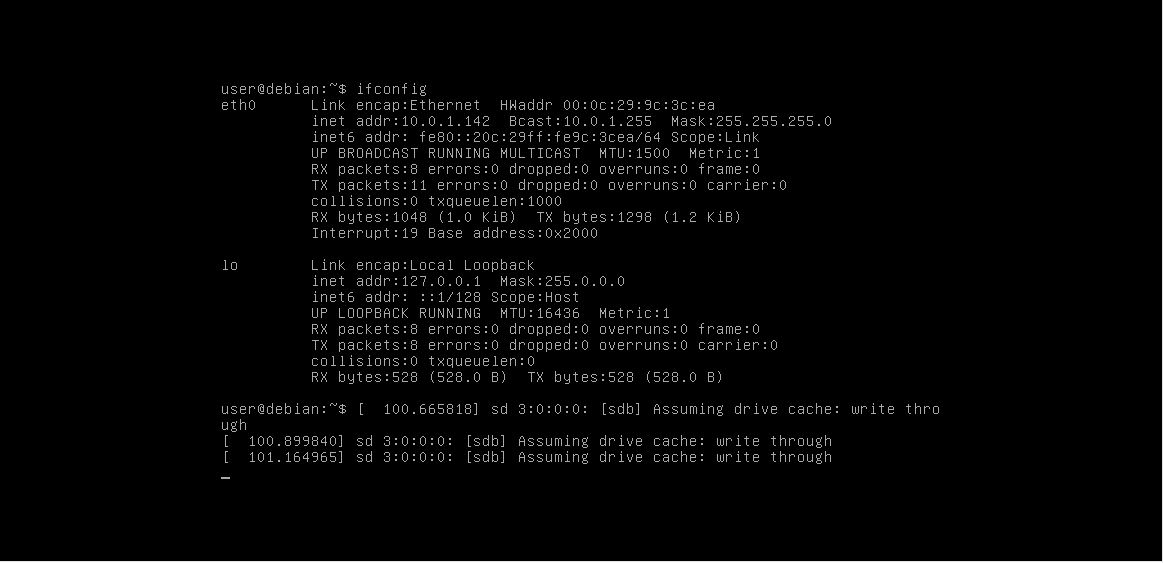 user@debian:~$ ifconfig
eth0      Link encap:Ethernet  HWaddr 00:0c:29:9c:3c:ea
          inet addr:10.0.1.142  Bcast:10.0.1.255  Mask:255.255.255.0
          inet6 addr: fe80::20c:29ff:fe9c:3cea/64 Scope:Link
          UP BROADCAST RUNNING MULTICAST  MTU:1500  Metric:1
          RX packets:8 errors:0 dropped:0 overruns:0 frame:0
          TX packets:11 errors:0 dropped:0 overruns:0 carrier:0
          collisions:0 txqueuelen:1000
          RX bytes:1048 (1.0 KiB)  TX bytes:1298 (1.2 KiB)
          Interrupt:19 Base address:0x2000

lo        Link encap:Local Loopback
          inet addr:127.0.0.1  Mask:255.0.0.0
          inet6 addr: ::1/128 Scope:Host
          UP LOOPBACK RUNNING  MTU:16436  Metric:1
          RX packets:8 errors:0 dropped:0 overruns:0 frame:0
          TX packets:8 errors:0 dropped:0 overruns:0 carrier:0
          collisions:0 txqueuelen:0
          RX bytes:528 (528.0 B)  TX bytes:528 (528.0 B)

user@debian:~$ [  100.665818] sd 3:0:0:0: [sdb] Assuming drive cache: write thro
ugh
[  100.899840] sd 3:0:0:0: [sdb] Assuming drive cache: write through
[  101.164965] sd 3:0:0:0: [sdb] Assuming drive cache: write through